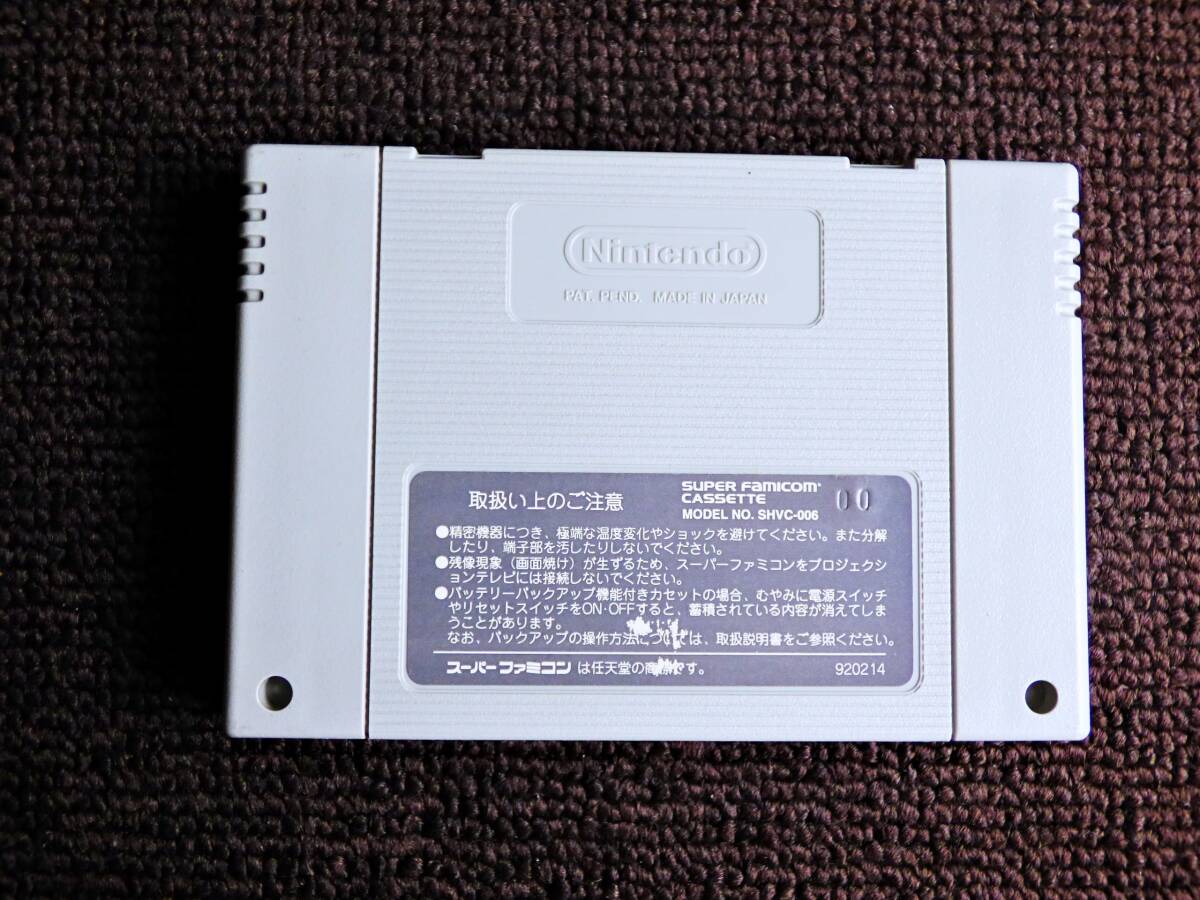 Nintendo
PAT. PEND. MADE IN JAPAN
取扱い上のご注意
SUPER FAMICOM
CASSETTE
MODEL NO. SHVC-006
00
●精密機器につき、極端な温度変化やショックを避けてください。また分解
したり、端子部を汚したりしないでください。
●残像現象（画面焼け）が生ずるため、スーパーファミコンをプロジェクシ
ョンテレビには接続しないでください。
●バッテリーバックアップ機能付きカセットの場合、むやみに電源スイッチ
やリセットスイッチをON・OFFすると、蓄積されている内容が消えてしま
うことがあります。
なお、バックアップの操作方法については、取扱説明書をご参照ください。
スーパーファミコン は任天堂の商標です。
920214